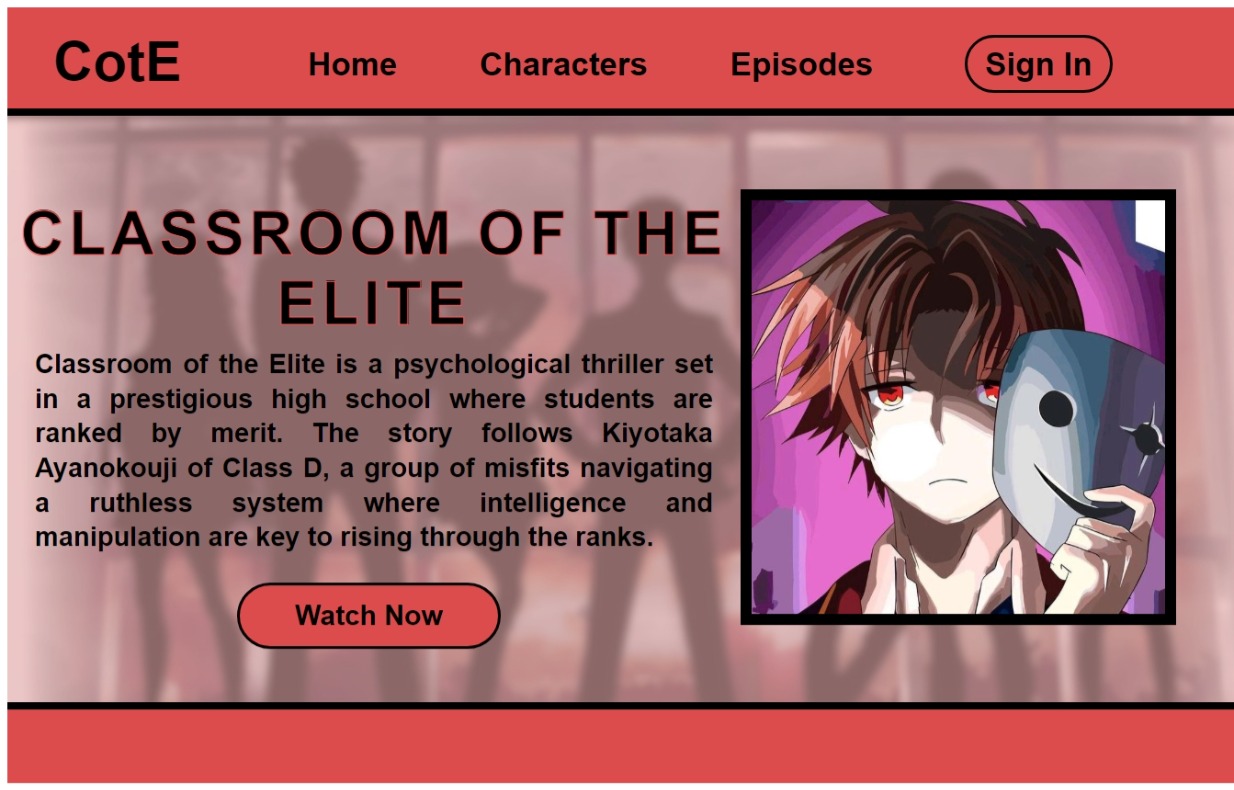 CotE Home Characters Episodes Sign In
CLASSROOM OF THE
ELITE
Classroom of the Elite is a psychological thriller set
in a prestigious high school where students are
ranked by merit. The story follows Kiyotaka
Ayanokouji of Class D, a group of misfits navigating
a ruthless system where intelligence and
manipulation are key to rising through the ranks.
Watch Now